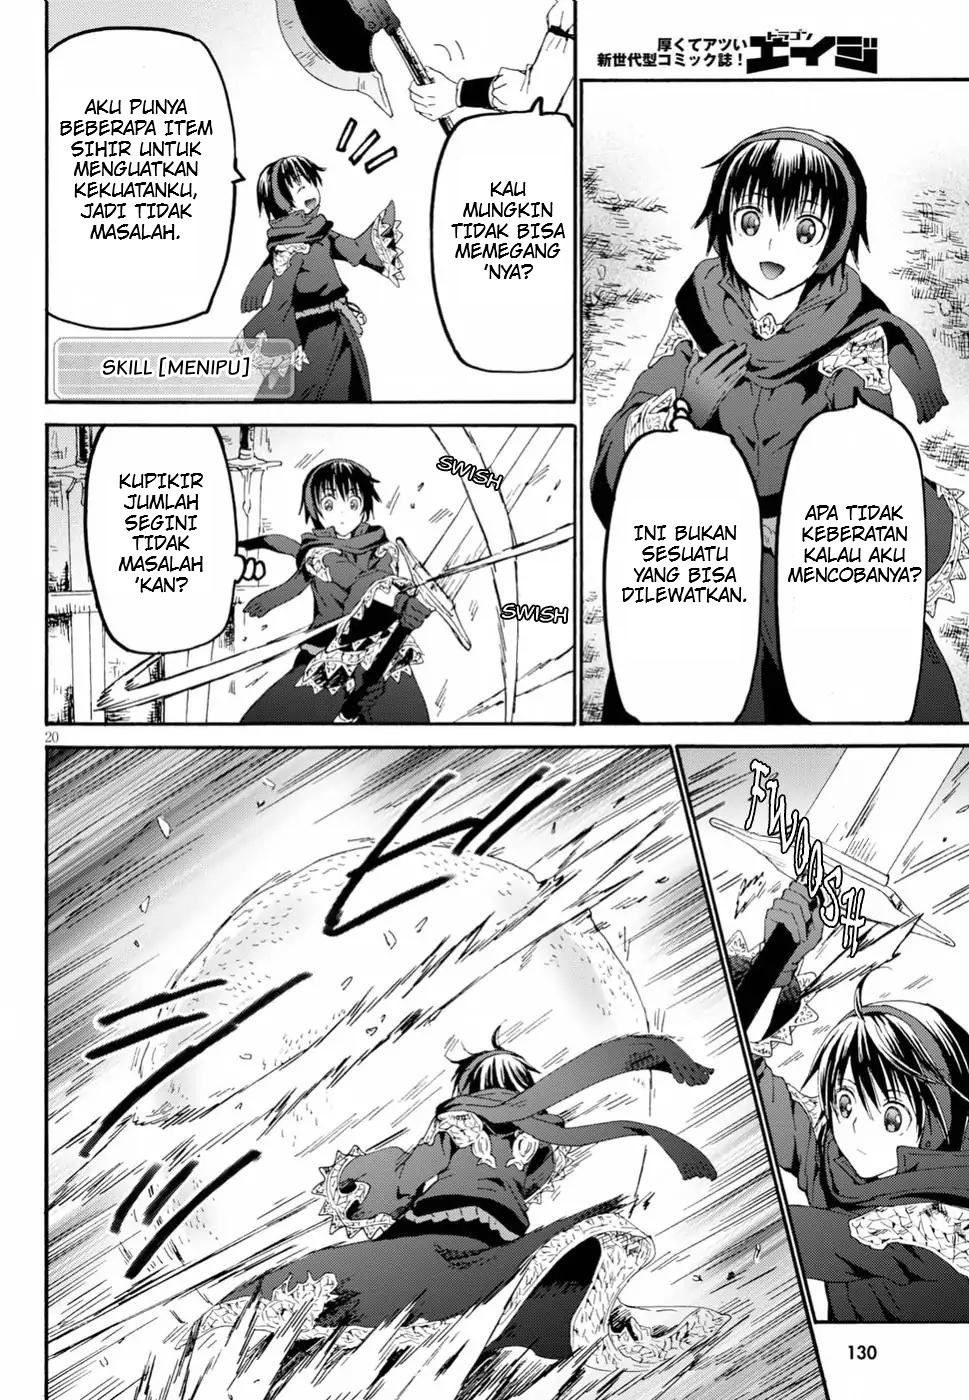 厚くてアツい
新世代型コミック誌！
ドラゴン
エイジ
APA TIDAK
KEBERATAN
KALAU AKU
MENCOBANYA?
INI BUKAN
SESUATU
YANG BISA
DILEWATKAN.
KAU
MUNGKIN
TIDAK BISA
MEMEGANG
'NYA?
AKU PUNYA
BEBERAPA ITEM
SIHIR UNTUK
MENGUATKAN
KEKUATANKU,
JADI TIDAK
MASALAH.
SKILL [MENIPU]
SWISH
SWISH
KUPIKIR
JUMLAH
SEGINI
TIDAK
MASALAH
'KAN?
20
FWOOSH
ビッ
130